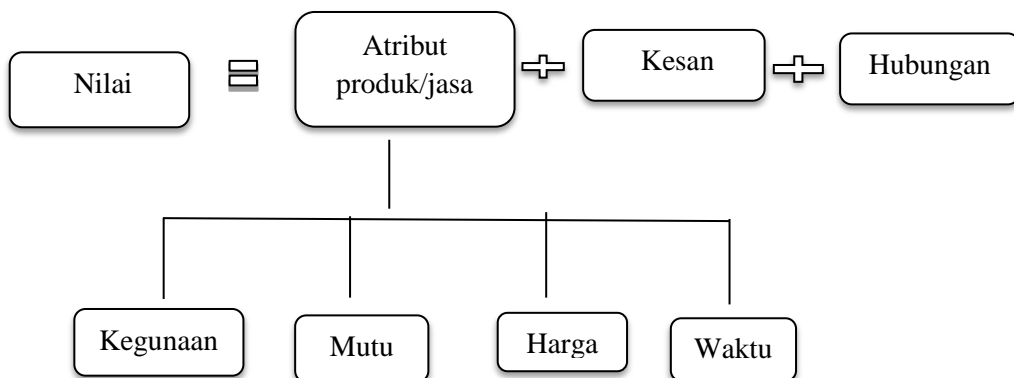 Nilai
Atribut
produk/jasa
Kesan
Hubungan
Kegunaan
Mutu
Harga
Waktu